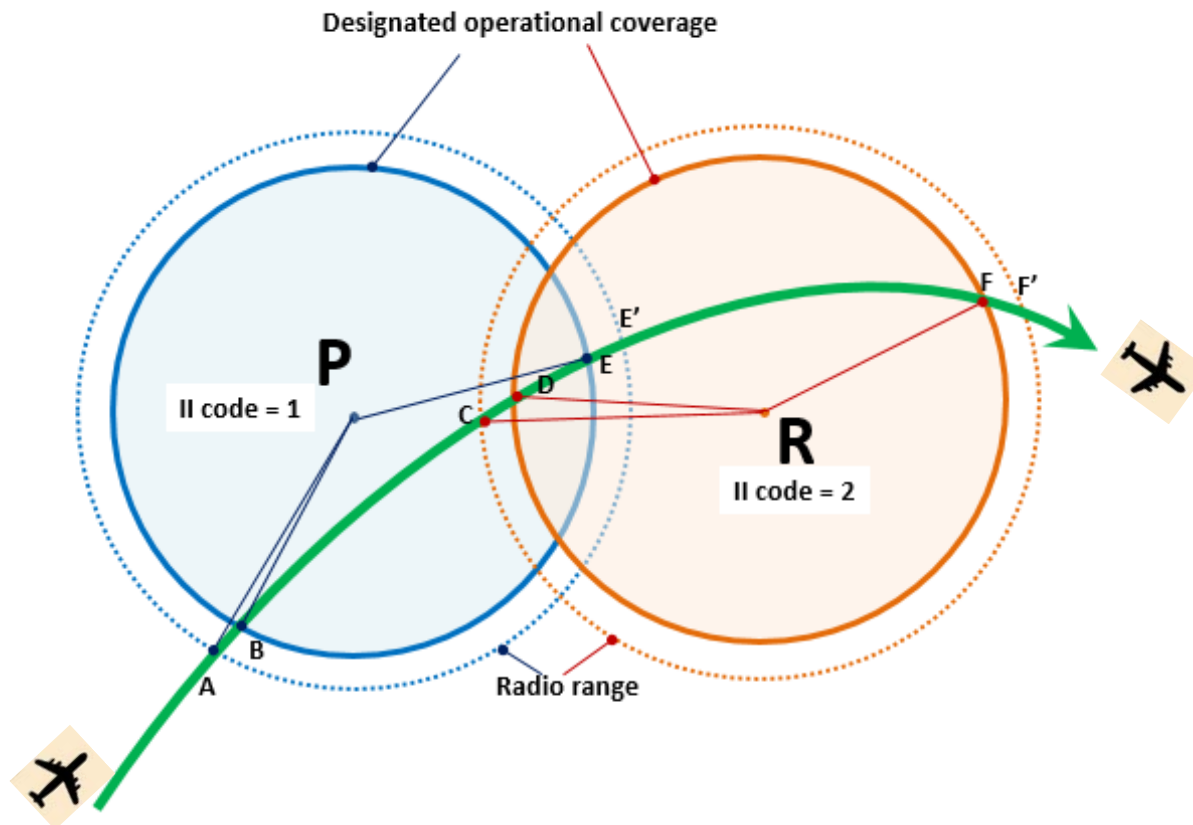 Designated operational coverage
P
II code = 1
A
B
C
D
E
E'
F
F'
R
II code = 2
Radio range